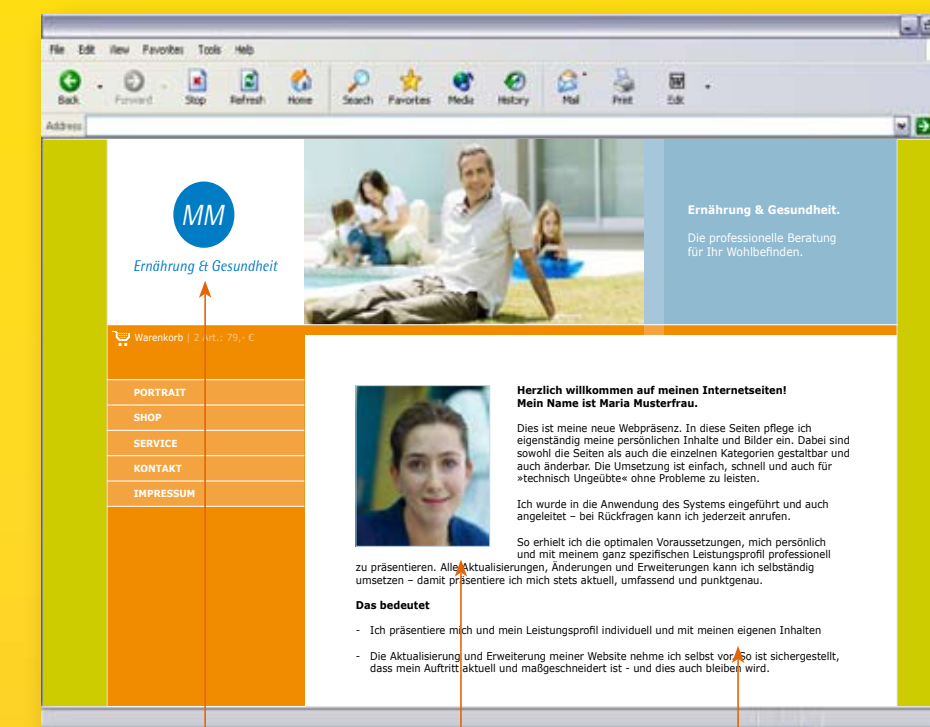 File Edit View Favorites Tools Help
Back Forward Stop Refresh Home Search Favorites Media History Mail Print Edit
Address
MM
Ernährung & Gesundheit
Ernährung & Gesundheit.
Die professionelle Beratung
für Ihr Wohlbefinden.
Warenkorb | 2 Art.: 79,- €
PORTRAIT
SHOP
SERVICE
KONTAKT
IMPRESSUM
Herzlich willkommen auf meinen Internetseiten!
Mein Name ist Maria Musterfrau.
Dies ist meine neue Webpräsenz. In diese Seiten pflege ich
eigenständig meine persönlichen Inhalte und Bilder ein. Dabei sind
sowohl die Seiten als auch die einzelnen Kategorien gestaltbar und
auch änderbar. Die Umsetzung ist einfach, schnell und auch für
»technisch Ungeübte« ohne Probleme zu leisten.
Ich wurde in die Anwendung des Systems eingeführt und auch
angeleitet – bei Rückfragen kann ich jederzeit anrufen.
So erhielt ich die optimalen Voraussetzungen, mich persönlich
und mit meinem ganz spezifischen Leistungsprofil professionell
zu präsentieren. Alle Aktualisierungen, Änderungen und Erweiterungen kann ich selbständig
umsetzen – damit präsentiere ich mich stets aktuell, umfassend und punktgenau.
Das bedeutet
- Ich präsentiere mich und mein Leistungsprofil individuell und mit meinen eigenen Inhalten
- Die Aktualisierung und Erweiterung meiner Website nehme ich selbst vor. So ist sichergestellt,
dass mein Auftritt aktuell und maßgeschneidert ist - und dies auch bleiben wird.